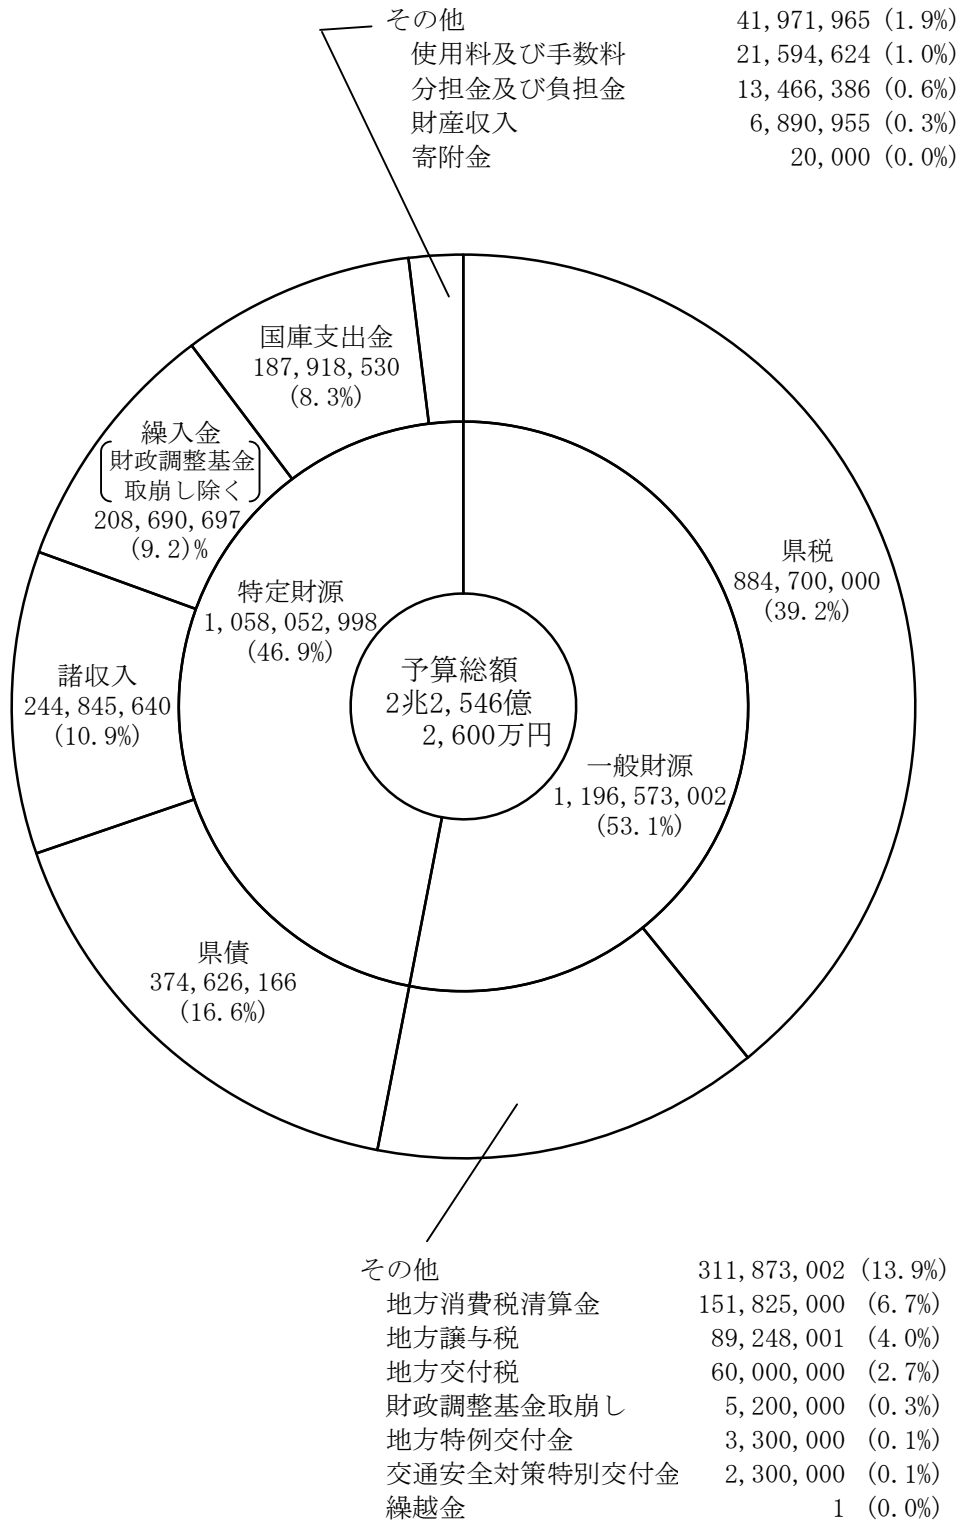 その他 41,971,965 (1.9%)
使用料及び手数料 21,594,624 (1.0%)
分担金及び負担金 13,466,386 (0.6%)
財産収入 6,890,955 (0.3%)
寄附金 20,000 (0.0%)
国庫支出金
187,918,530
(8.3%)
繰入金
財政調整基金
取崩し除く
208,690,697
(9.2)%
諸収入
244,845,640
(10.9%)
県債
374,626,166
(16.6%)
特定財源
1,058,052,998
(46.9%)
予算総額
2兆2,546億
2,600万円
一般財源
1,196,573,002
(53.1%)
県税
884,700,000
(39.2%)
その他 311,873,002 (13.9%)
地方消費税清算金 151,825,000 (6.7%)
地方譲与税 89,248,001 (4.0%)
地方交付税 60,000,000 (2.7%)
財政調整基金取崩し 5,200,000 (0.3%)
地方特例交付金 3,300,000 (0.1%)
交通安全対策特別交付金 2,300,000 (0.1%)
繰越金 1 (0.0%)